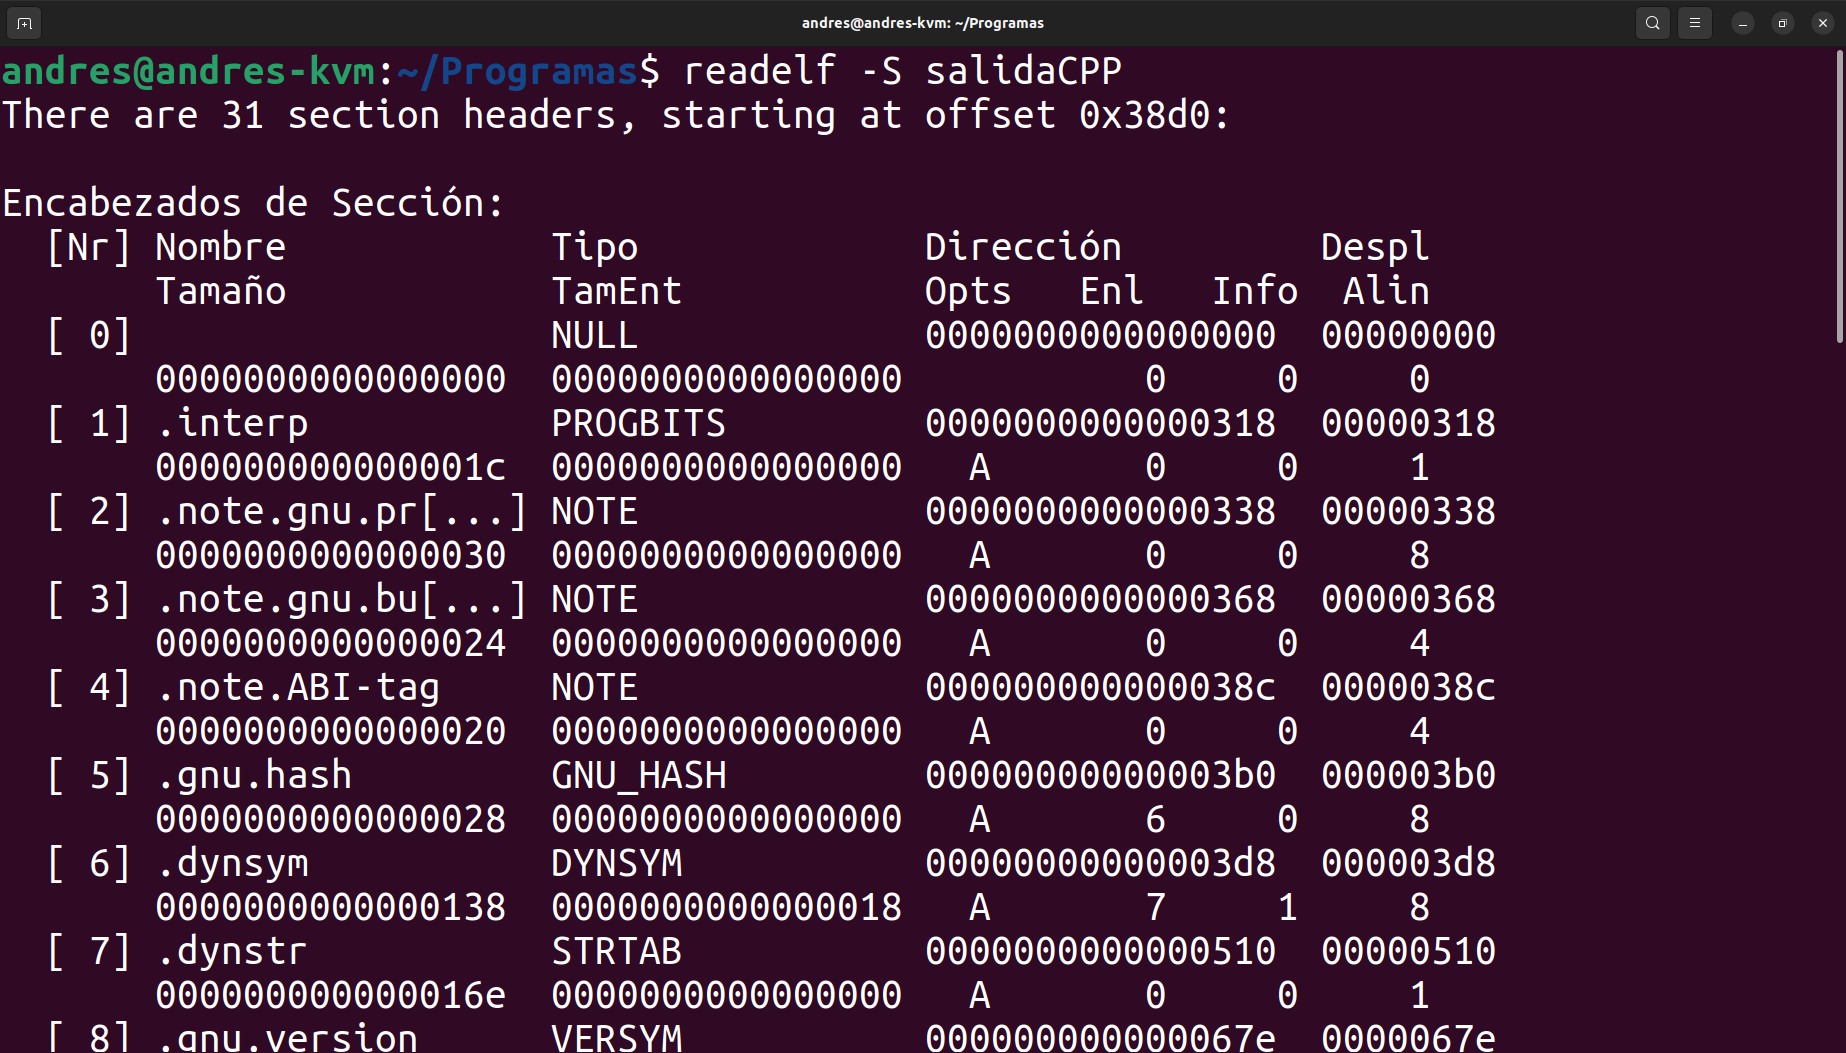 andres@andres-kvm: ~/Programas
andres@andres-kvm:~/Programas$ readelf -S salidaCPP
There are 31 section headers, starting at offset 0x38d0:
Encabezados de Sección:
[Nr] Nombre Tipo Dirección Despl
Tamaño TamEnt Opts Enl Info Alin
[ 0] NULL 0000000000000000 00000000
0000000000000000 0000000000000000 0 0 0
[ 1] .interp PROGBITS 0000000000000318 00000318
000000000000001c 0000000000000000 A 0 0 1
[ 2] .note.gnu.pr[...] NOTE 0000000000000338 00000338
0000000000000030 0000000000000000 A 0 0 8
[ 3] .note.gnu.bu[...] NOTE 0000000000000368 00000368
0000000000000024 0000000000000000 A 0 0 4
[ 4] .note.ABI-tag NOTE 000000000000038c 0000038c
0000000000000020 0000000000000000 A 0 0 4
[ 5] .gnu.hash GNU_HASH 00000000000003b0 000003b0
0000000000000028 0000000000000000 A 6 0 8
[ 6] .dynsym DYNSYM 00000000000003d8 000003d8
0000000000000138 0000000000000018 A 7 1 8
[ 7] .dynstr STRTAB 0000000000000510 00000510
000000000000016e 0000000000000000 A 0 0 1
[ 8] .gnu.version VERSYM 000000000000067e 0000067e